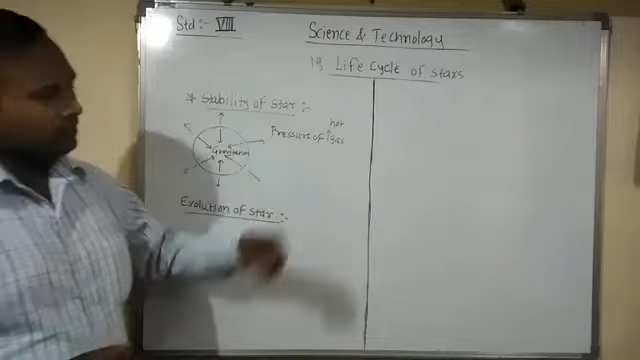 Std :- VIII
Science & Technology
19 Life Cycle of stars
* Stability of Star :-
hot
Pressure of ↑ gas
Evolution of Star :-